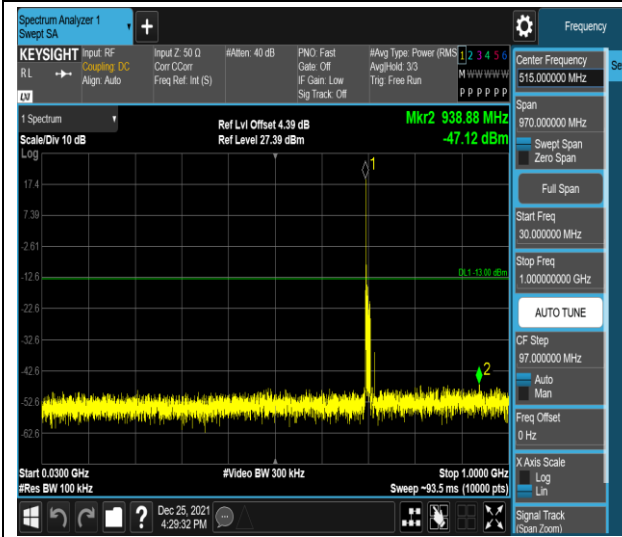 Spectrum Analyzer 1
Swept SA
Frequency
KEYSIGHT
RL
LXI
Input: RF
Coupling: DC
Align: Auto
Input Z: 50 Ω
Corr CCorr
Freq Ref: Int (S)
#Atten: 40 dB
PNO: Fast
Gate: Off
IF Gain: Low
Sig Track: Off
#Avg Type: Power (RMS
Avg|Hold: 3/3
Trig: Free Run
1 2 3 4 5 6
M W W W W W
P P P P P P
1 Spectrum
Scale/Div 10 dB
Log
Ref Lvl Offset 4.39 dB
Ref Level 27.39 dBm
Mkr2 938.88 MHz
-47.12 dBm
1
17.4
7.39
-2.61
-12.6
DL1 -13.00 dBm
-22.6
-32.6
-42.6
2
-52.6
-62.6
Start 0.0300 GHz
#Video BW 300 kHz
Stop 1.0000 GHz
#Res BW 100 kHz
Sweep ~93.5 ms (10000 pts)
?
Dec 25, 2021
4:29:32 PM
Center Frequency
515.000000 MHz
Se
Span
970.000000 MHz
Swept Span
Zero Span
Full Span
Start Freq
30.000000 MHz
Stop Freq
1.000000000 GHz
AUTO TUNE
CF Step
97.000000 MHz
Auto
Man
Freq Offset
0 Hz
X Axis Scale
Log
Lin
Signal Track
(Span Zoom)